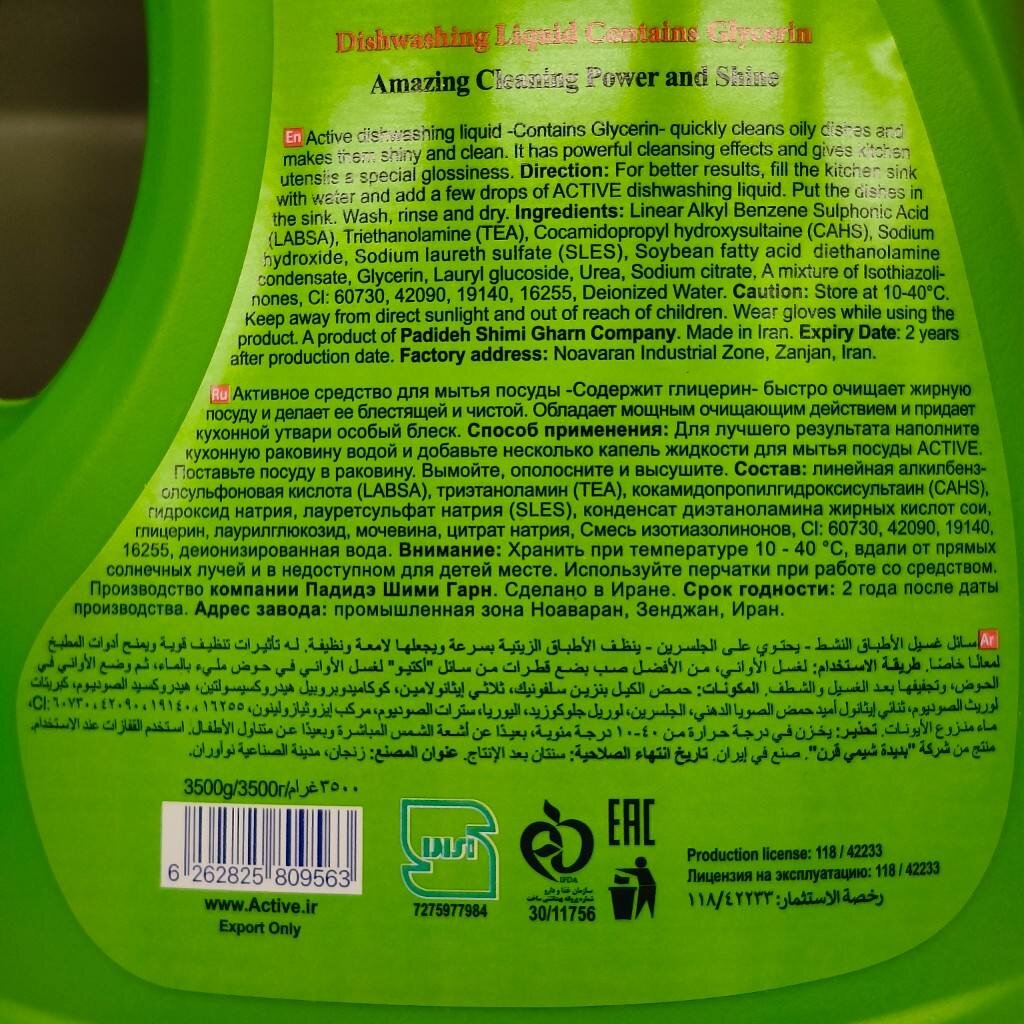 Dishwashing Liquid Contains Glycerin
Amazing Cleaning Power and Shine
En Active dishwashing liquid -Contains Glycerin- quickly cleans oily dishes and
makes them shiny and clean. It has powerful cleansing effects and gives kitchen
utensils a special glossiness. Direction: For better results, fill the kitchen sink
with water and add a few drops of ACTIVE dishwashing liquid. Put the dishes in
the sink. Wash, rinse and dry. Ingredients: Linear Alkyl Benzene Sulphonic Acid
(LABSA), Triethanolamine (TEA), Cocamidopropyl hydroxysultaine (CAHS), Sodium
hydroxide, Sodium laureth sulfate (SLES), Soybean fatty acid diethanolamine
condensate, Glycerin, Lauryl glucoside, Urea, Sodium citrate, A mixture of Isothiazoli-
nones, CI: 60730, 42090, 19140, 16255, Deionized Water. Caution: Store at 10-40°C.
Keep away from direct sunlight and out of reach of children. Wear gloves while using the
product. A product of Padideh Shimi Gharn Company. Made in Iran. Expiry Date: 2 years
after production date. Factory address: Noavaran Industrial Zone, Zanjan, Iran.
Ru Активное средство для мытья посуды -Содержит глицерин- быстро очищает жирную
посуду и делает ее блестящей и чистой. Обладает мощным очищающим действием и придает
кухонной утвари особый блеск. Способ применения: Для лучшего результата наполните
кухонную раковину водой и добавьте несколько капель жидкости для мытья посуды ACTIVE.
Поставьте посуду в раковину. Вымойте, ополосните и высушите. Состав: линейная алкилбенз-
олсульфоновая кислота (LABSA), триэтаноламин (TEA), кокамидопропилгидроксисультаин (CAHS),
гидроксид натрия, лауретсульфат натрия (SLES), конденсат диэтаноламина жирных кислот сои,
глицерин, лаурилглюкозид, мочевина, цитрат натрия, Смесь изотиазолинонов, CI: 60730, 42090, 19140,
16255, деионизированная вода. Внимание: Хранить при температуре 10 - 40 °C, вдали от прямых
солнечных лучей и в недоступном для детей месте. Используйте перчатки при работе со средством.
Производство компании Падидэ Шими Гарн. Сделано в Иране. Срок годности: 2 года после даты
производства. Адрес завода: промышленная зона Ноаваран, Зенджан, Иран.
Ar سائل غسيل الأطباق النشط - يحتوي على الجلسرين - ينظف الأطباق الزيتية بسرعة ويجعلها لامعة ونظيفة. له تأثيرات تنظيف قوية ويمنح أدوات المطبخ
لمعانًا خاصًا. طريقة الاستخدام: لغسل الأواني، من الأفضل صب بضع قطرات من سائل "أكتيو" لغسل الأواني في حوض مليء بالماء، ثم وضع الأواني في
الحوض، وتجفيفها بعد الغسيل والشطف. المكونات: حمض الكيل بنزين سلفونيك، ثلاثي إيثانولامين، كوكاميدوبروبيل هيدروكسيسولتين، هيدروكسيد الصوديوم، كبريتات
لوريث الصوديوم، ثنائي إيثانول أميد حمض الصويا الدهني، الجلسرين، لوريل جلوكوزيد، اليوريا، سترات الصوديوم، مركب إيزوثيازولينون، CI: ٦٠٧٣٠، ٤٢٠٩٠، ١٩١٤٠، ١٦٢٥٥،
ماء منزوع الأيونات. تحذير: يخزن في درجة حرارة من ٤٠-١٠ درجة مئوية، بعيدًا عن أشعة الشمس المباشرة وبعيدًا عن متناول الأطفال. استخدم القفازات عند الاستخدام.
منتج من شركة "بديدة شيمي قرن". صنع في إيران. تاريخ انتهاء الصلاحية: سنتان بعد الإنتاج. عنوان المصنع: زنجان، مدينة الصناعية نوآوران.
3500g/3500г/٣٥٠٠غرام
6 262825 809563
www.Active.ir
Export Only
7275977984
IFDA
سازمان غذا و دارو
شماره پروانه بهداشتی ساخت
30/11756
EAC
Production license: 118 / 42233
Лицензия на эксплуатацию: 118 / 42233
رخصة الاستثمار: ١١٨/٤٢٢٣٣